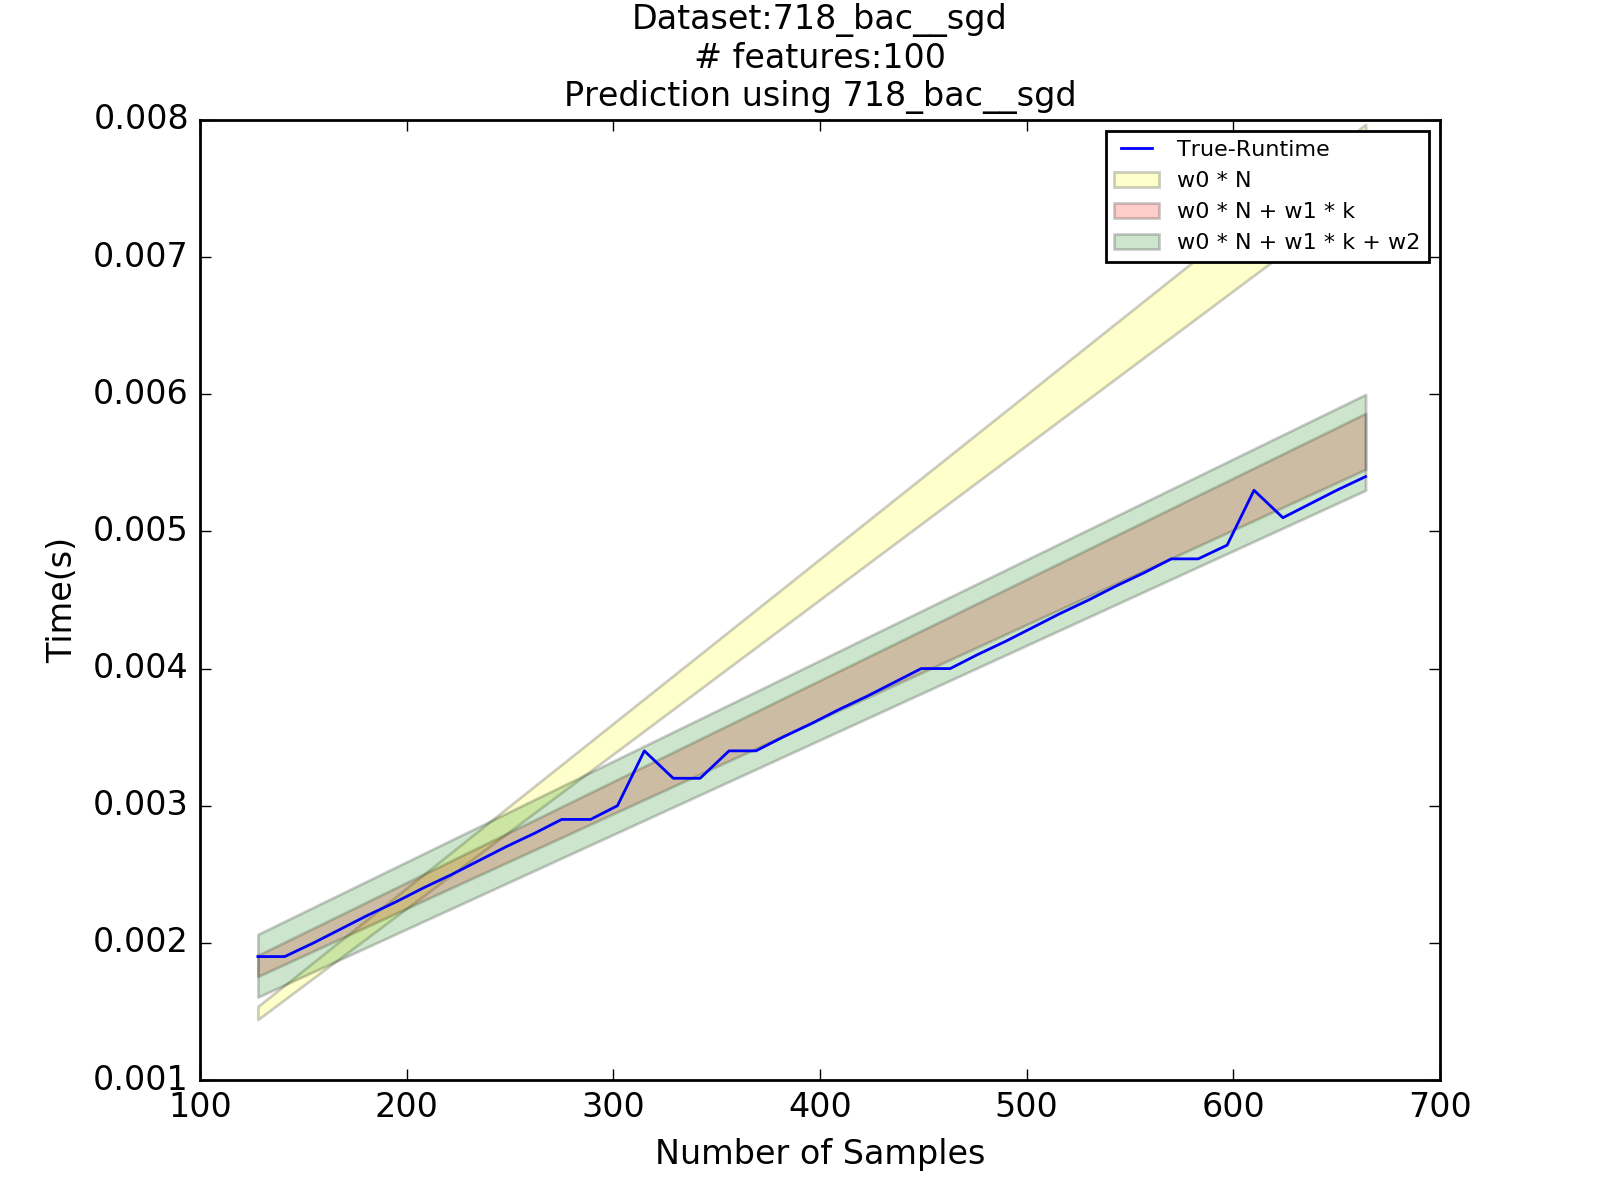 Dataset:718_bac__sgd
# features:100
Prediction using 718_bac__sgd
0.008
0.007
0.006
0.005
0.004
0.003
0.002
0.001
Time(s)
True-Runtime
w0 * N
w0 * N + w1 * k
w0 * N + w1 * k + w2
100 200 300 400 500 600 700
Number of Samples